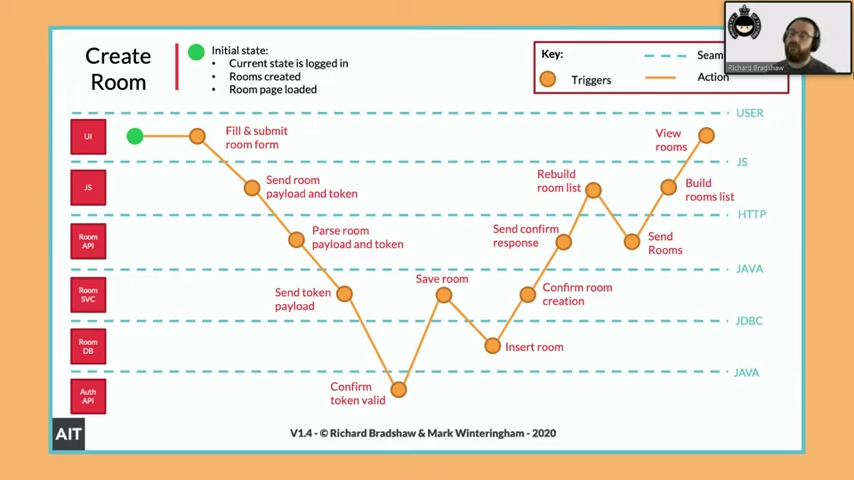 Create
Room
Initial state:
• Current state is logged in
• Rooms created
• Room page loaded
Key:
Triggers
Seam
Action
Richard Bradshaw
USER
UI
Fill & submit
room form
View
rooms
JS
JS
Send room
payload and token
Rebuild
room list
Build
rooms list
HTTP
Room
API
Parse room
payload and token
Send confirm
response
Send
Rooms
JAVA
Room
SVC
Send token
payload
Save room
Confirm room
creation
JDBC
Room
DB
Insert room
JAVA
Auth
API
Confirm
token valid
AIT
V1.4 - © Richard Bradshaw & Mark Winteringham - 2020